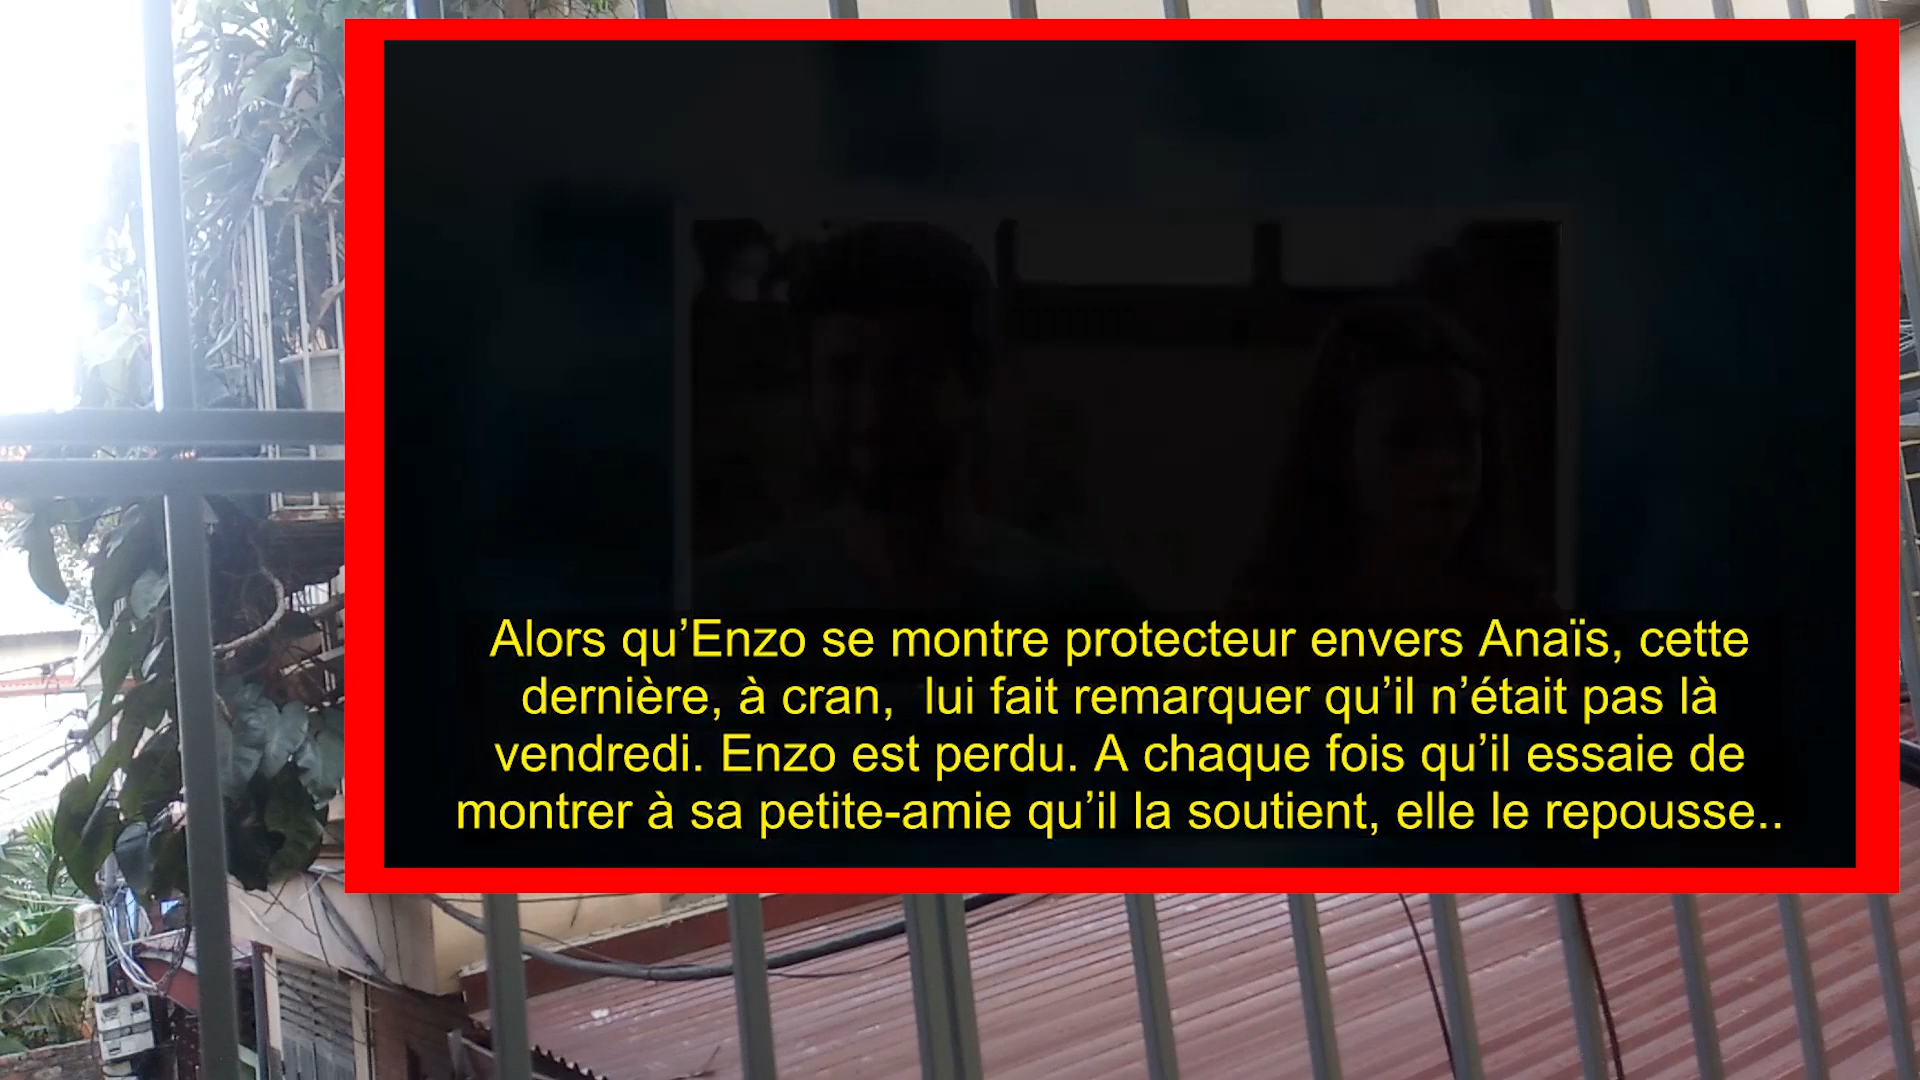 Alors qu’Enzo se montre protecteur envers Anaïs, cette
dernière, à cran,  lui fait remarquer qu’il n’était pas là
vendredi. Enzo est perdu. A chaque fois qu’il essaie de
montrer à sa petite-amie qu’il la soutient, elle le repousse..